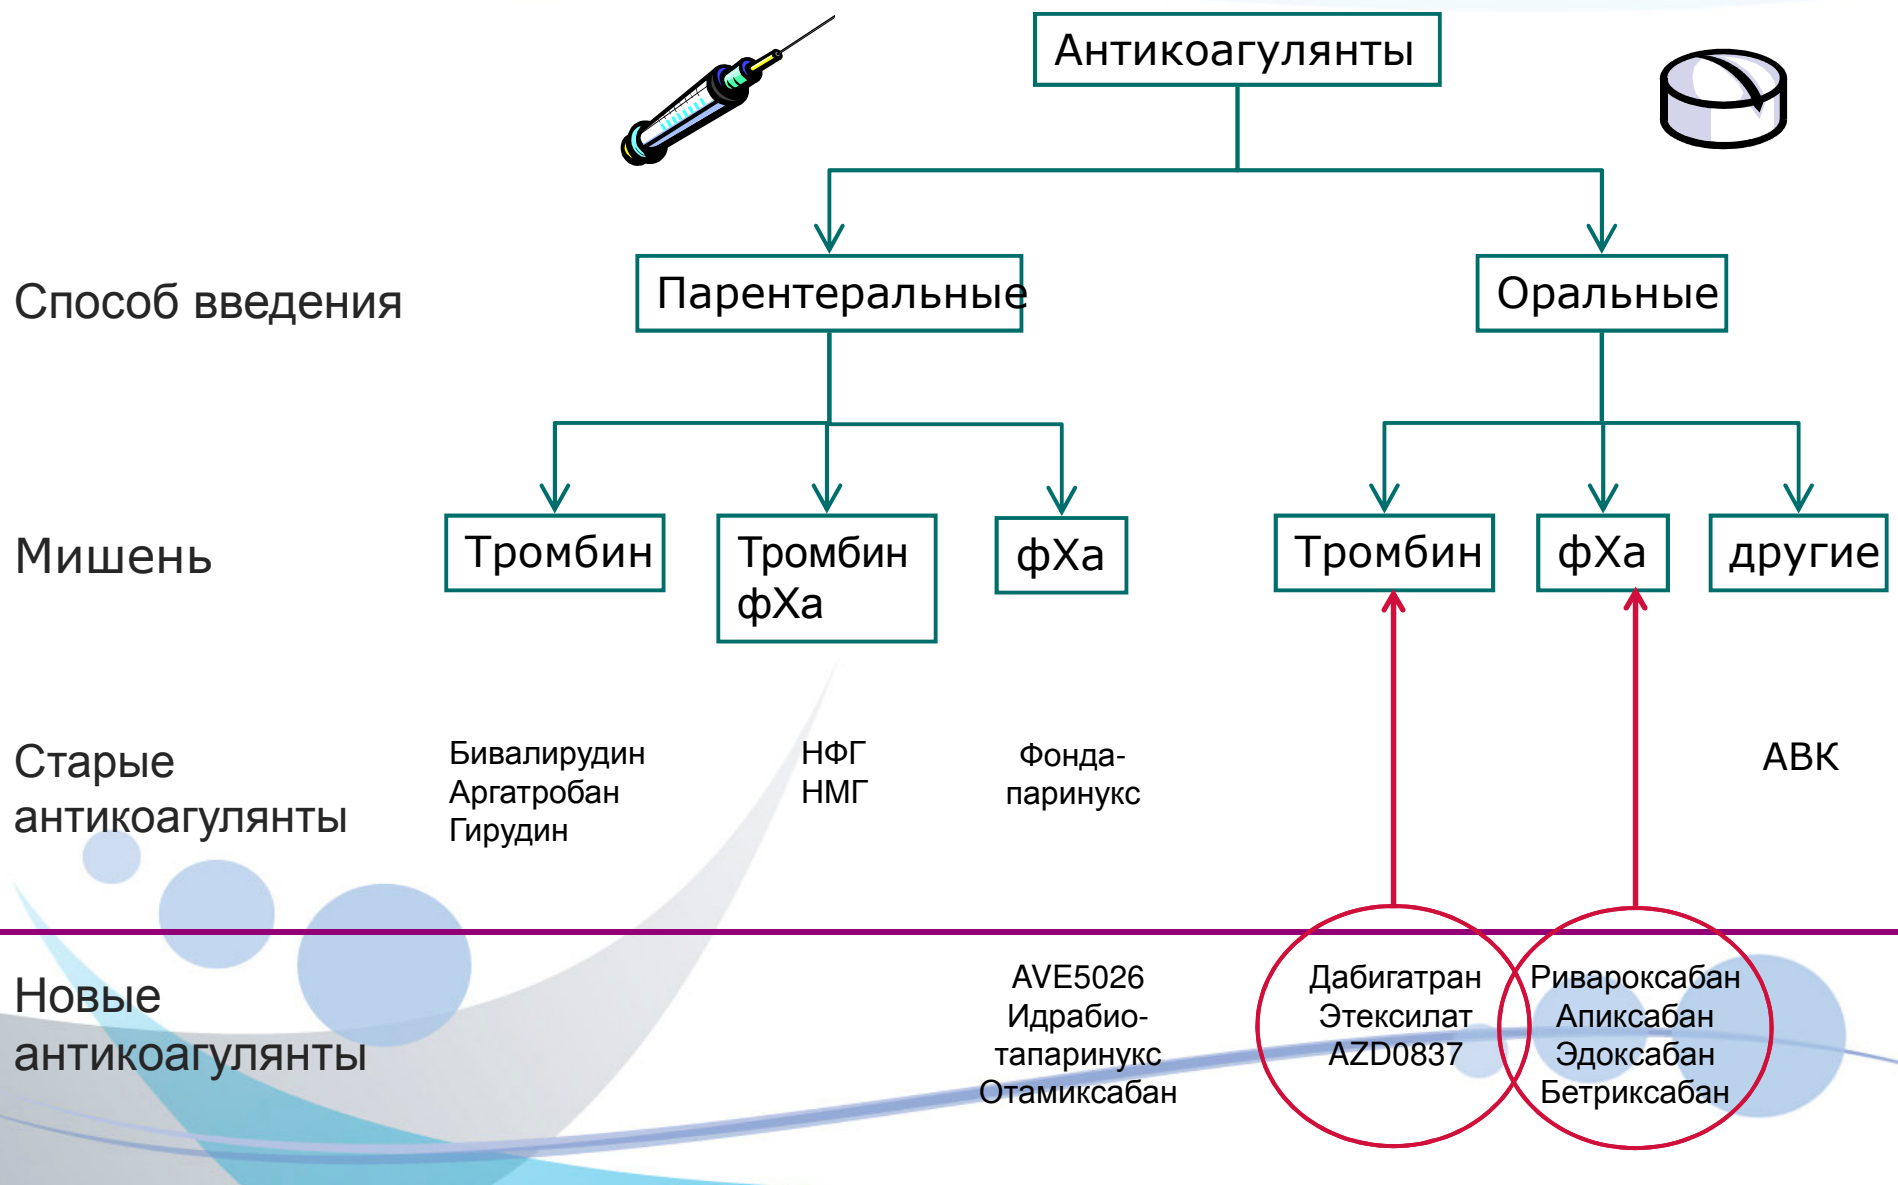 Антикоагулянты
Способ введения
Парентеральные
Оральные
Мишень
Тромбин
Тромбин
фХа
фХа
Тромбин
фХа
другие
Старые
антикоагулянты
Бивалирудин
Аргатробан
Гирудин
НФГ
НМГ
Фонда-
паринукс
АВК
Новые
антикоагулянты
AVE5026
Идрабио-
тапаринукс
Отамиксабан
Дабигатран
Этексилат
AZD0837
Ривароксабан
Апиксабан
Эдоксабан
Бетриксабан